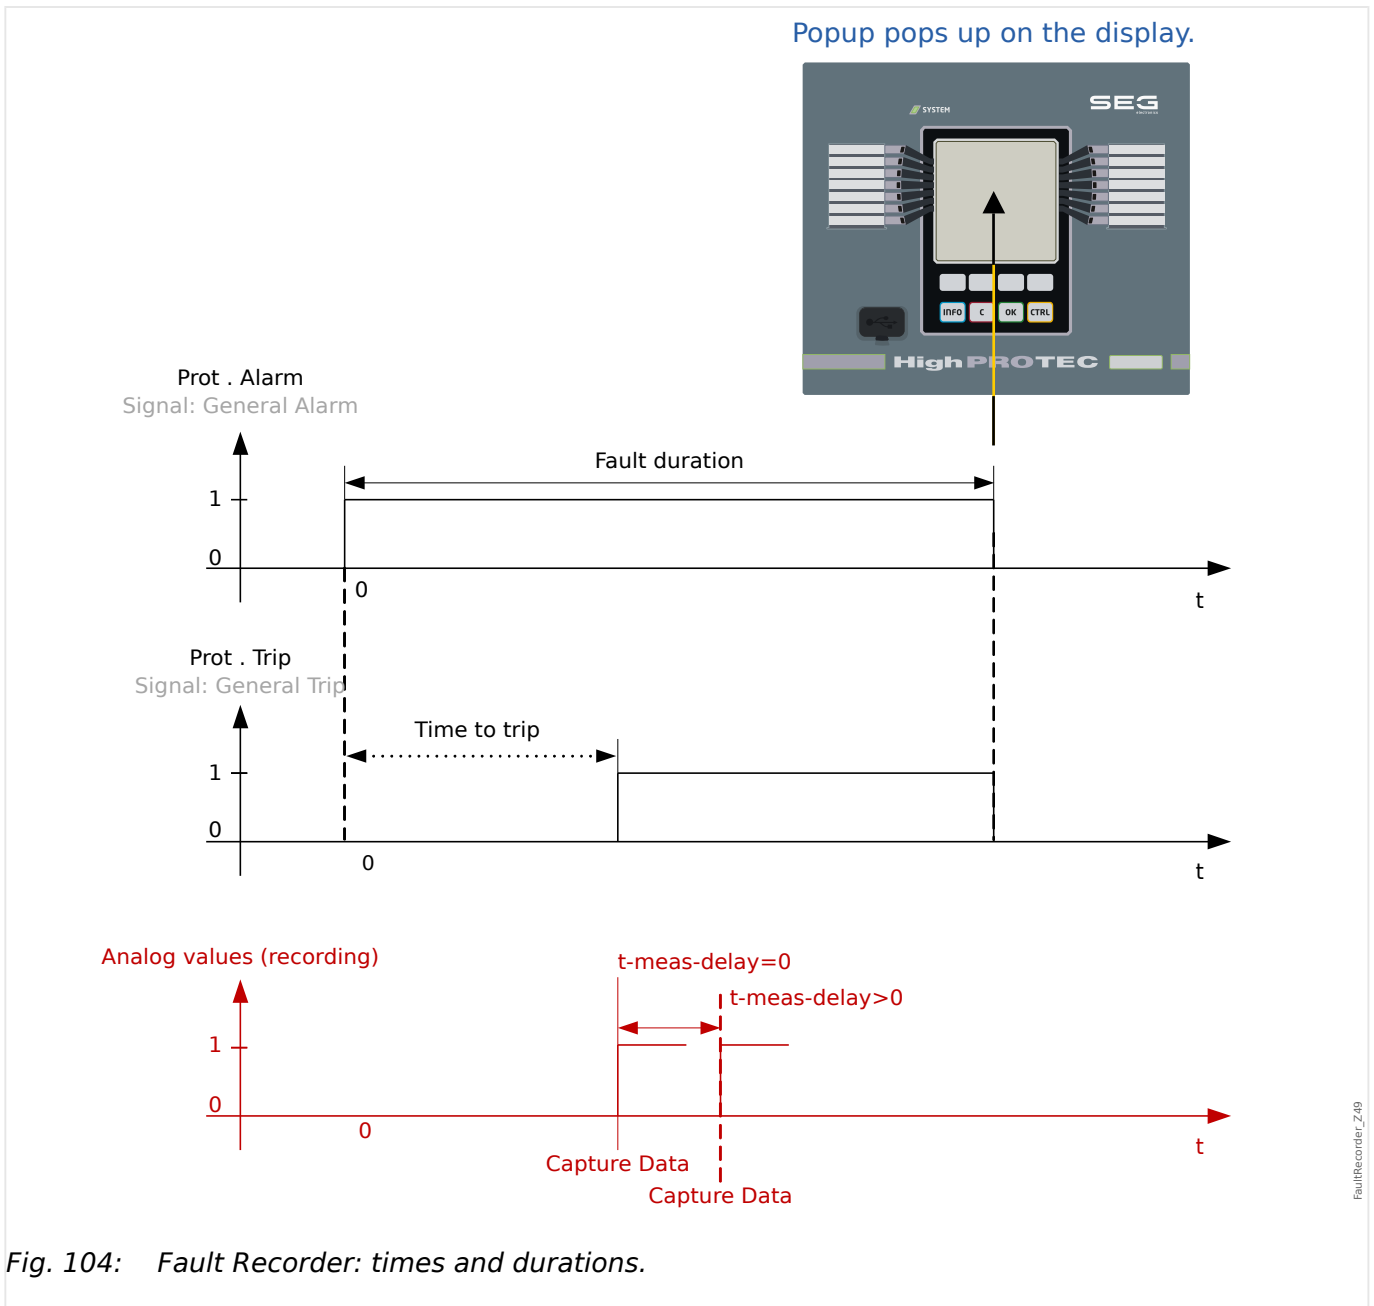 Popup pops up on the display.
SYSTEM
SEG
electronics
INFO
C
OK
CTRL
HighPROTEC
Prot . Alarm
Signal: General Alarm
Fault duration
1
0
0
t
Prot . Trip
Signal: General Trip
Time to trip
1
0
0
t
Analog values (recording)
t-meas-delay=0
t-meas-delay>0
1
0
0
t
Capture Data
Capture Data
FaultRecorder_Z49
Fig. 104: Fault Recorder: times and durations.